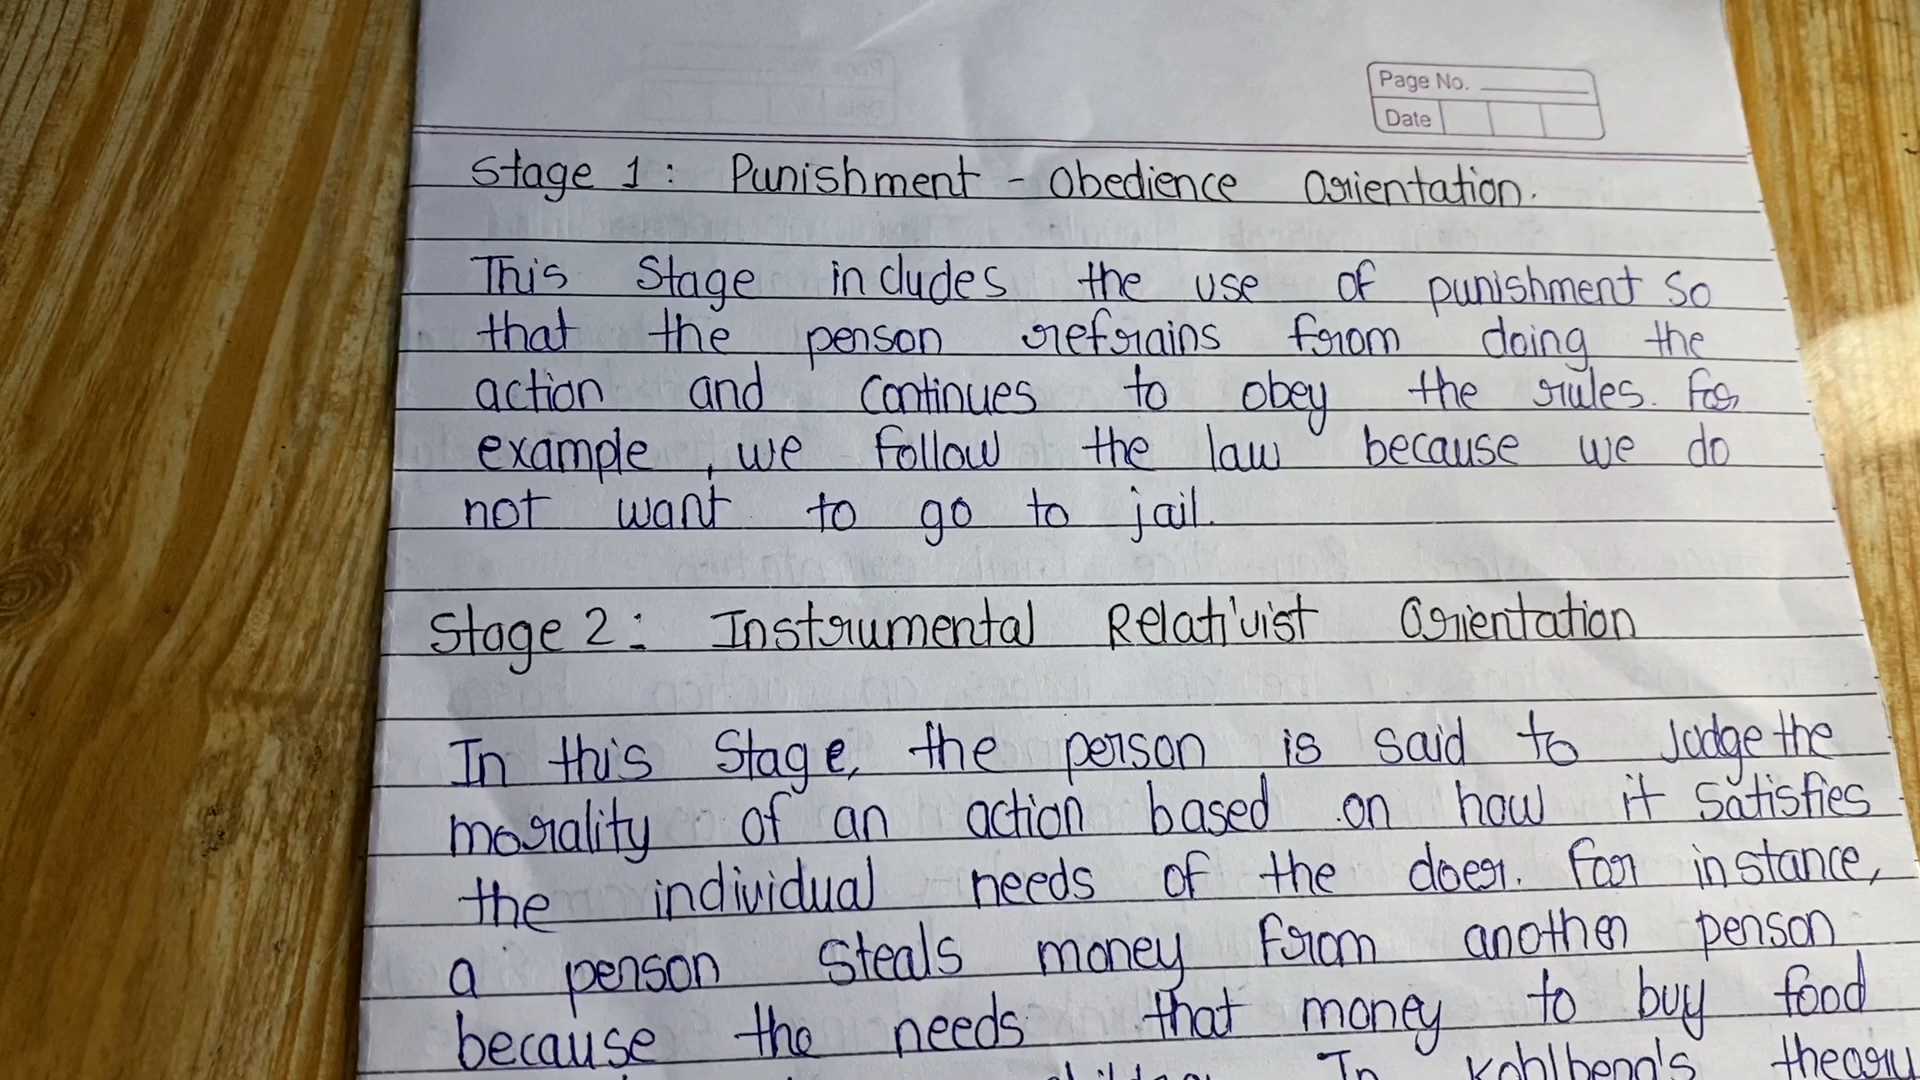 Page No.
Date
Stage 1: Punishment - Obedience Orientation.
This Stage includes the use of punishment so
that the person refrains from doing the
action and continues to obey the rules. For
example, we follow the law because we do
not want to go to jail.
Stage 2: Instrumental Relativist Orientation
In this Stage, the person is said to Judge the
morality of an action based on how it satisfies
the individual needs of the doer. For instance,
a person steals money from another person
because the needs that money to buy food
In Kohlberg's theory